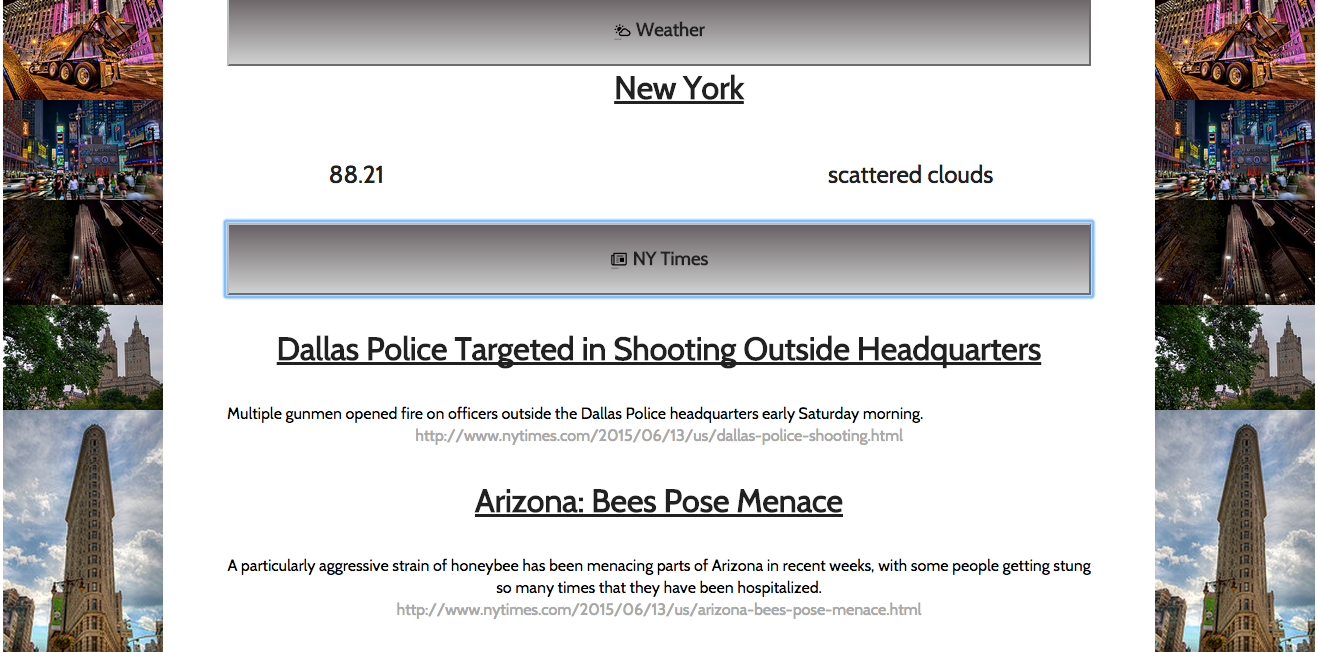 Weather
New York
88.21
scattered clouds
NY Times
Dallas Police Targeted in Shooting Outside Headquarters
Multiple gunmen opened fire on officers outside the Dallas Police headquarters early Saturday morning.
http://www.nytimes.com/2015/06/13/us/dallas-police-shooting.html
Arizona: Bees Pose Menace
A particularly aggressive strain of honeybee has been menacing parts of Arizona in recent weeks, with some people getting stung
so many times that they have been hospitalized.
http://www.nytimes.com/2015/06/13/us/arizona-bees-pose-menace.html